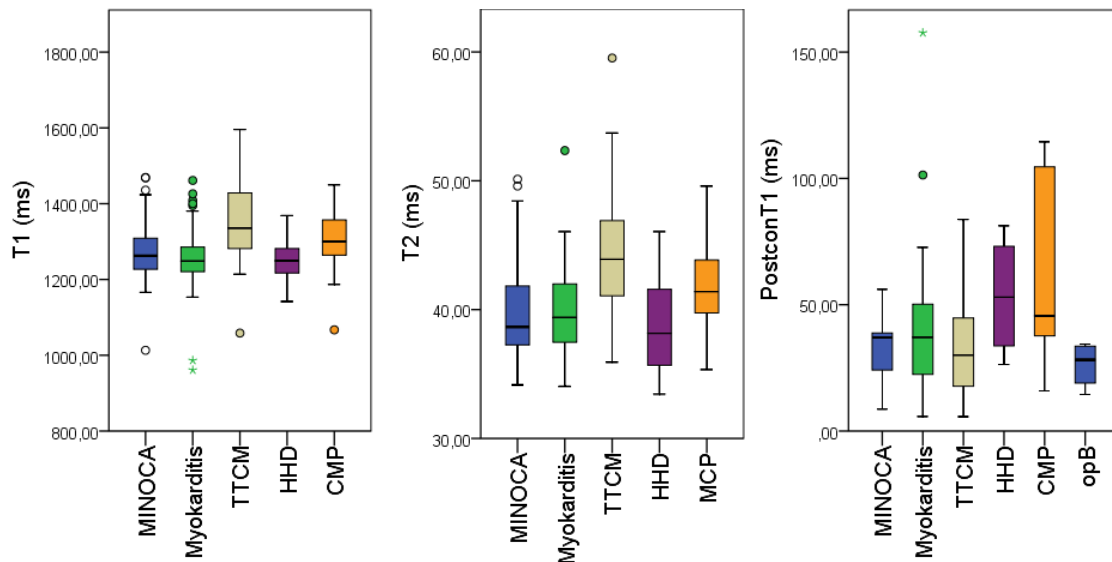 T1 (ms)
1800,00
1600,00
1400,00
1200,00
1000,00
800,00
MINOCA
Myokarditis
TTCM
HHD
CMP
T2 (ms)
60,00
50,00
40,00
30,00
MINOCA
Myokarditis
TTCM
HHD
MCP
PostconT1 (ms)
150,00
100,00
50,00
,00
MINOCA
Myokarditis
TTCM
HHD
CMP
opB